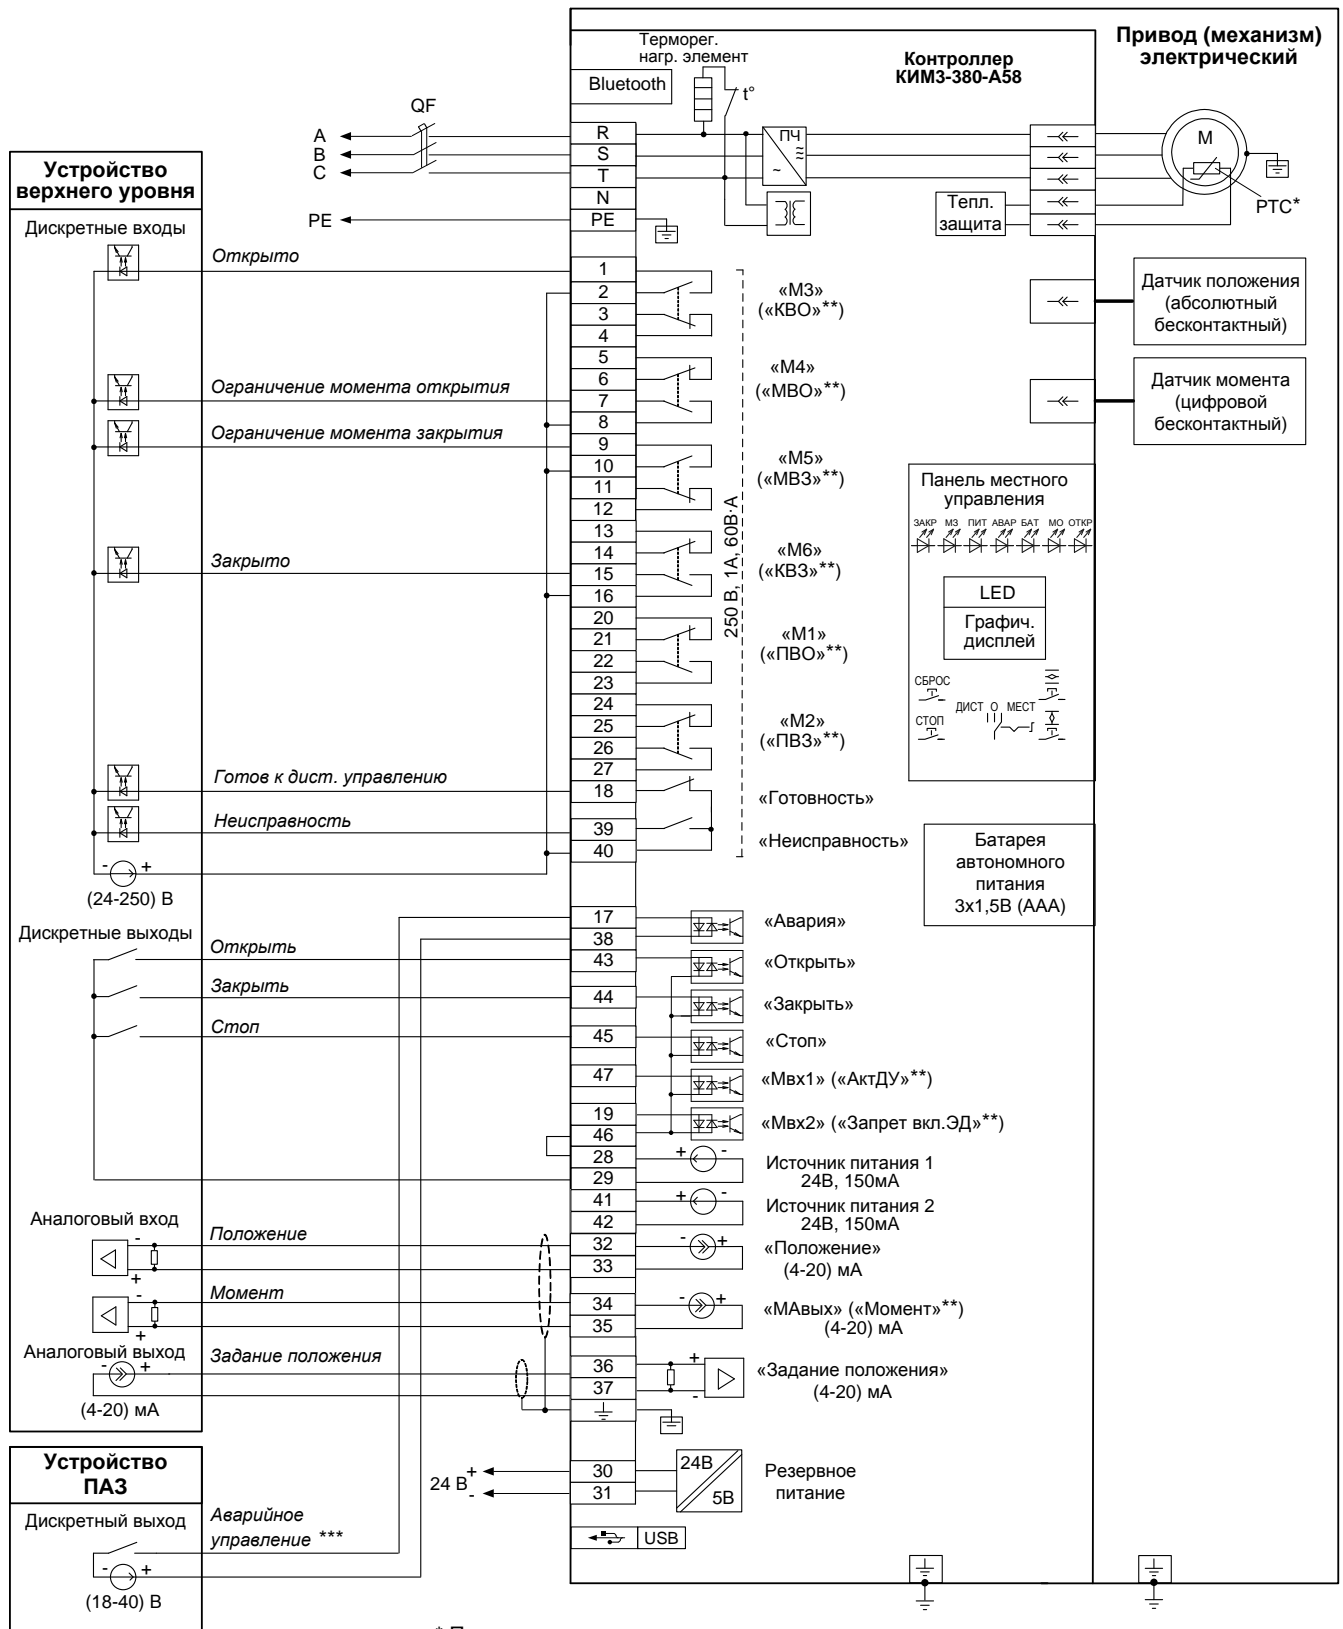 Привод (механизм)
электрический
Контроллер
КИМ3-380-А58
Терморег.
нагр. элемент
Bluetooth
t°
QF
A
B
C
PE
R
S
T
N
PE
ПЧ
≈
~
M
PTC*
Тепл.
защита
Устройство
верхнего уровня
Дискретные входы
Открыто
Ограничение момента открытия
Ограничение момента закрытия
Закрыто
Готов к дист. управлению
Неисправность
- +
(24-250) В
1
2
3
4
5
6
7
8
9
10
11
12
13
14
15
16
20
21
22
23
24
25
26
27
18
39
40
«М3»
(«КВО»**)
«М4»
(«МВО»**)
«М5»
(«МВЗ»**)
«М6»
(«КВЗ»**)
«М1»
(«ПВО»**)
«М2»
(«ПВЗ»**)
«Готовность»
«Неисправность»
250 В, 1А, 60В·А
Датчик положения
(абсолютный
бесконтактный)
Датчик момента
(цифровой
бесконтактный)
Панель местного
управления
ЗАКР МЗ ПИТ АВАР БАТ МО ОТКР
LED
Графич.
дисплей
СБРОС
СТОП
ДИСТ О МЕСТ
Батарея
автономного
питания
3х1,5В (ААА)
Дискретные выходы
Открыть
Закрыть
Стоп
17
38
43
44
45
47
19
46
28
29
41
42
32
33
34
35
36
37
«Авария»
«Открыть»
«Закрыть»
«Стоп»
«Мвх1» («АктДУ»**)
«Мвх2» («Запрет вкл.ЭД»**)
+ -
Источник питания 1
24В, 150мА
+ -
Источник питания 2
24В, 150мА
- +
«Положение»
(4-20) мА
- +
«МАвых» («Момент»**)
(4-20) мА
+
-
«Задание положения»
(4-20) мА
Аналоговый вход
Положение
-
+
Момент
-
+
Аналоговый выход
Задание положения
- +
(4-20) мА
24 В
+
-
30
31
24В
5В
Резервное
питание
USB
Устройство
ПАЗ
Дискретный выход
Аварийное
управление ***
- +
(18-40) В